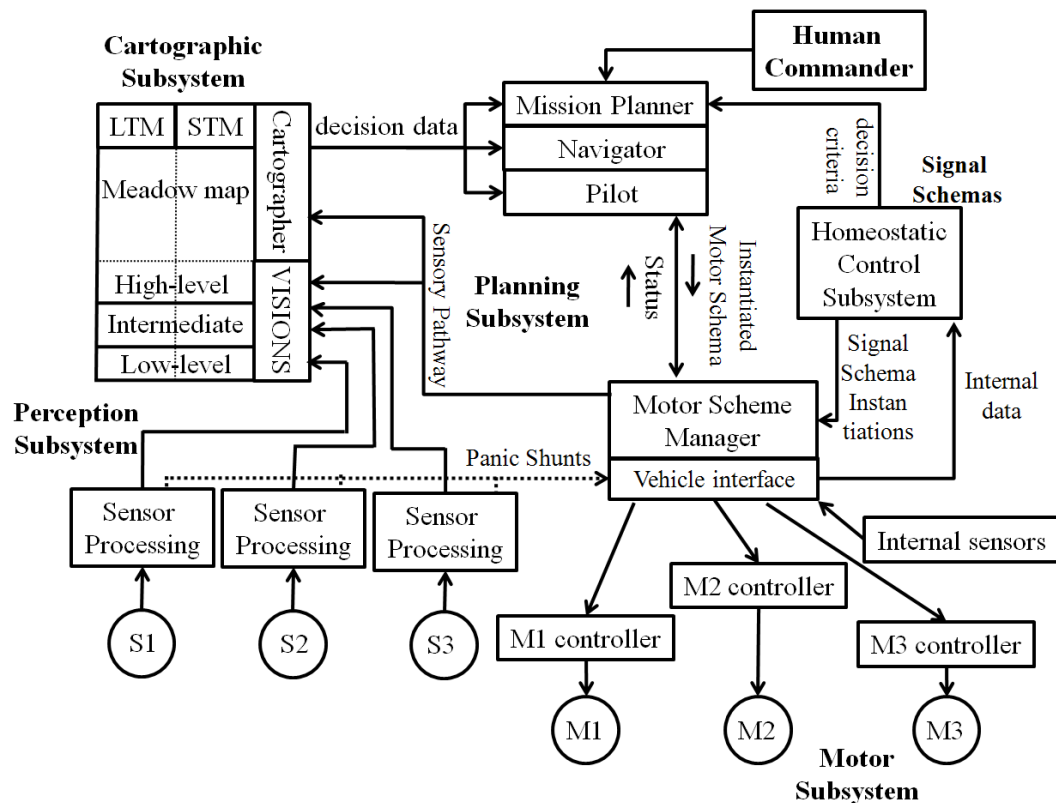 Cartographic
Subsystem
Human
Commander
LTM
STM
Cartographer
decision data
Mission Planner
Navigator
Pilot
decision
criteria
Signal
Schemas
Meadow map
Homeostatic
Control
Subsystem
Sensory Pathway
Planning
Subsystem
Status
Instantiated
Motor Schema
High-level
Intermediate
Low-level
VISIONS
Signal
Schema
Instan
tiations
Internal
data
Perception
Subsystem
Motor Scheme
Manager
Panic Shunts
Vehicle interface
Sensor
Processing
Sensor
Processing
Sensor
Processing
Internal sensors
M2 controller
S1
S2
S3
M1 controller
M3 controller
M1
M2
M3
Motor
Subsystem